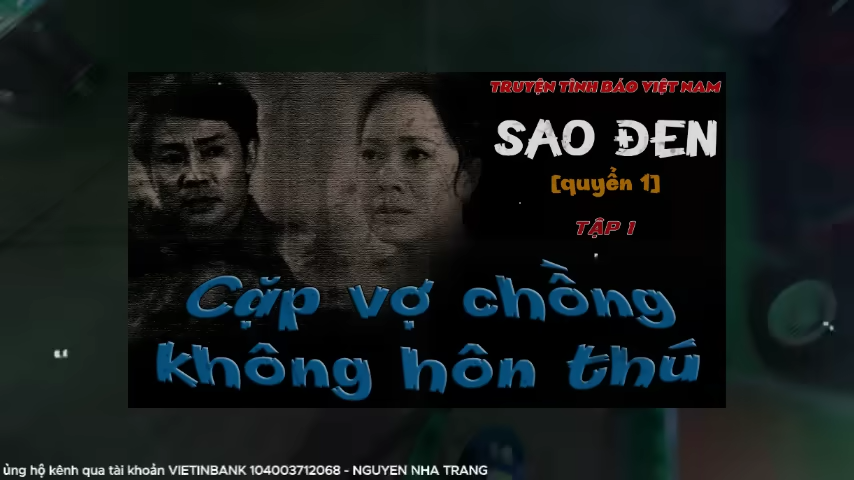 TRUYỆN TÌNH BÁO VIỆT NAM
SAO ĐEN
[quyển 1]
TẬP 1
Cặp vợ chồng
không hôn thú
ủng hộ kênh qua tài khoản VIETINBANK 104003712068 - NGUYEN NHA TRANG